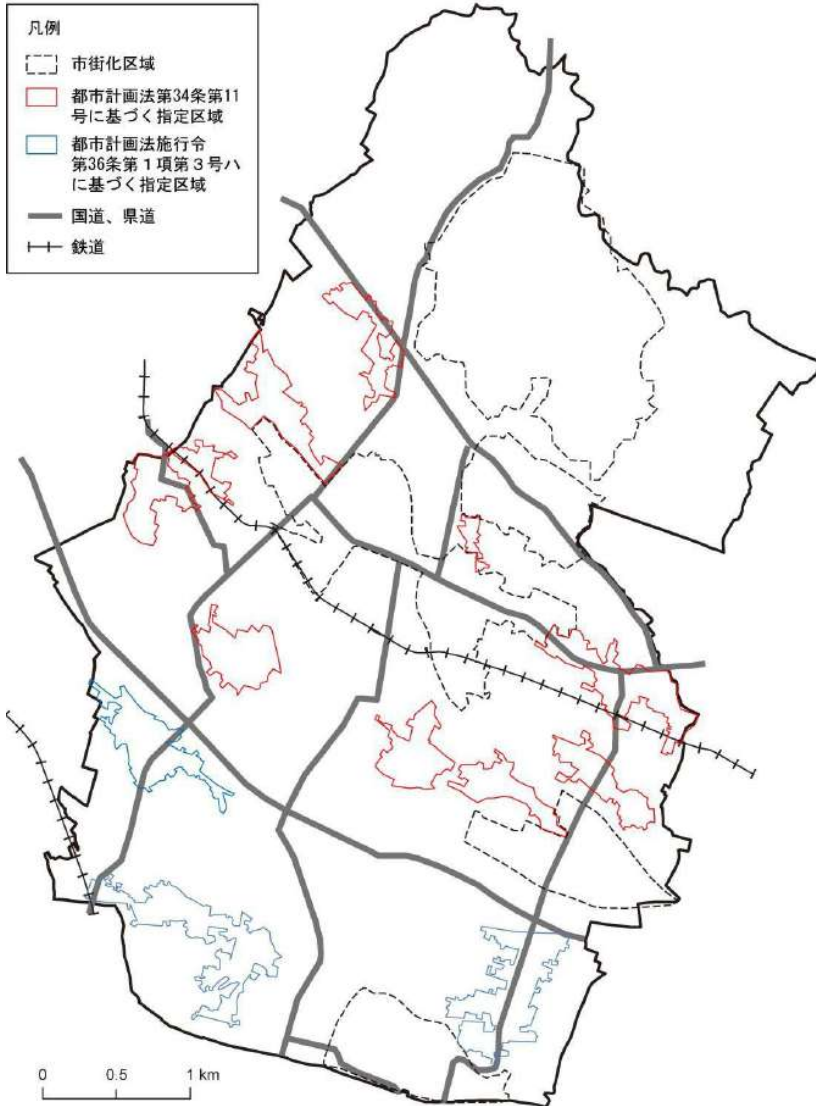 凡例
市街化区域
都市計画法第34条第11
号に基づく指定区域
都市計画法施行令
第36条第1項第3号ハ
に基づく指定区域
国道、県道
鉄道
0 0.5 1 km